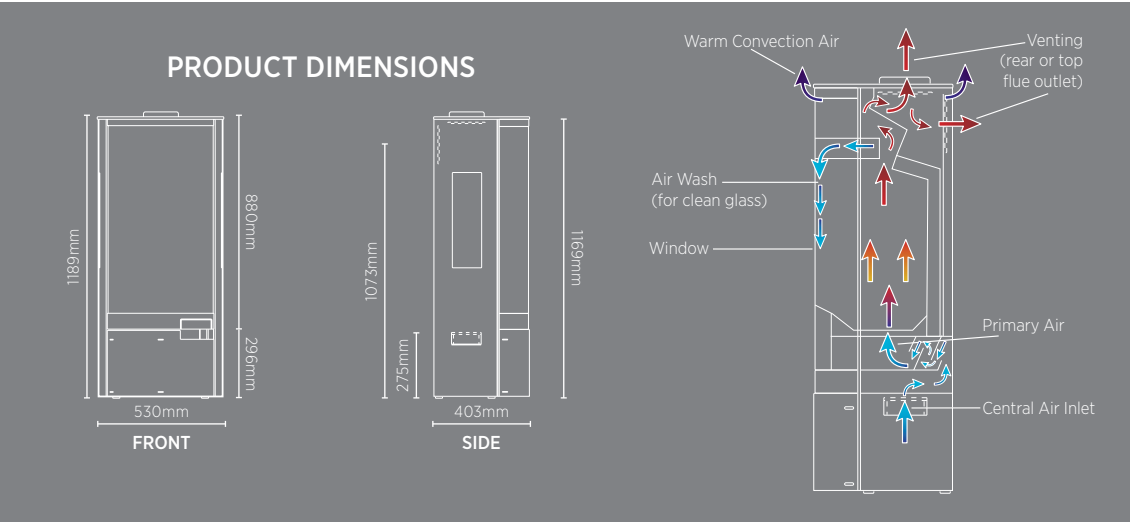 PRODUCT DIMENSIONS
1189mm
880mm
296mm
530mm
FRONT
1073mm
275mm
1169mm
403mm
SIDE
Warm Convection Air
Venting
(rear or top
flue outlet)
Air Wash
(for clean glass)
Window
Primary Air
Central Air Inlet